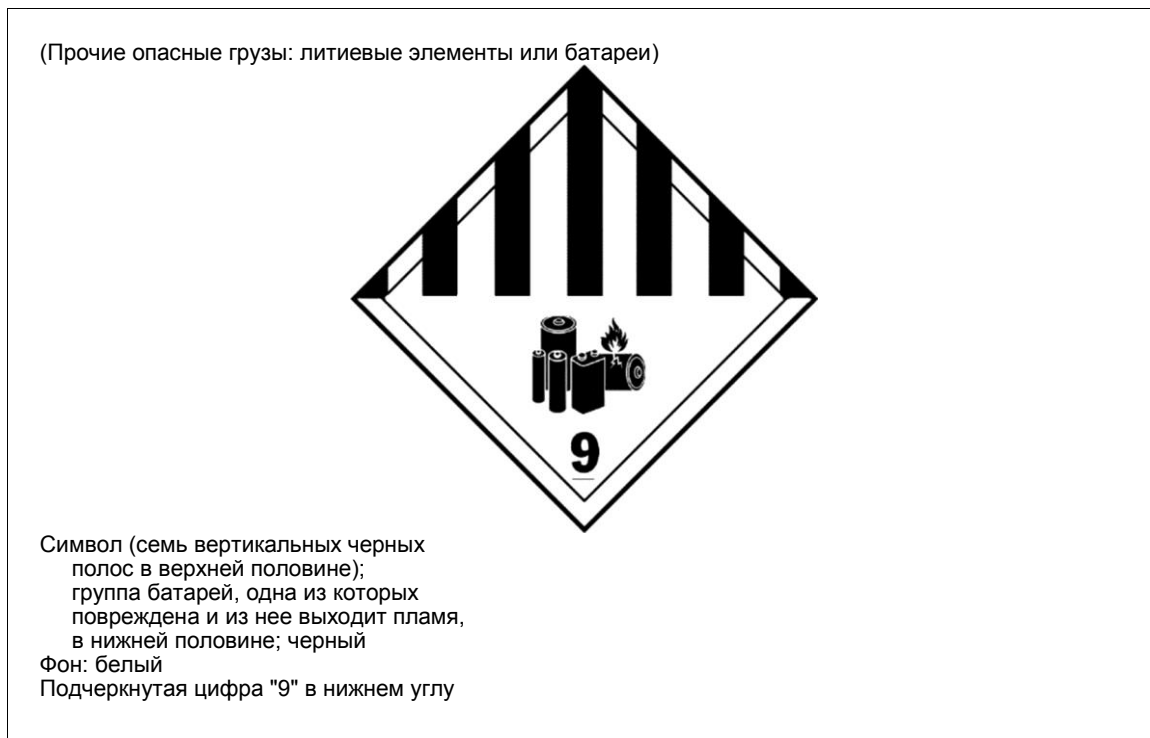 (Прочие опасные грузы: литиевые элементы или батареи)
9
Символ (семь вертикальных черных
полос в верхней половине);
группа батарей, одна из которых
повреждена и из нее выходит пламя,
в нижней половине; черный
Фон: белый
Подчеркнутая цифра "9" в нижнем углу